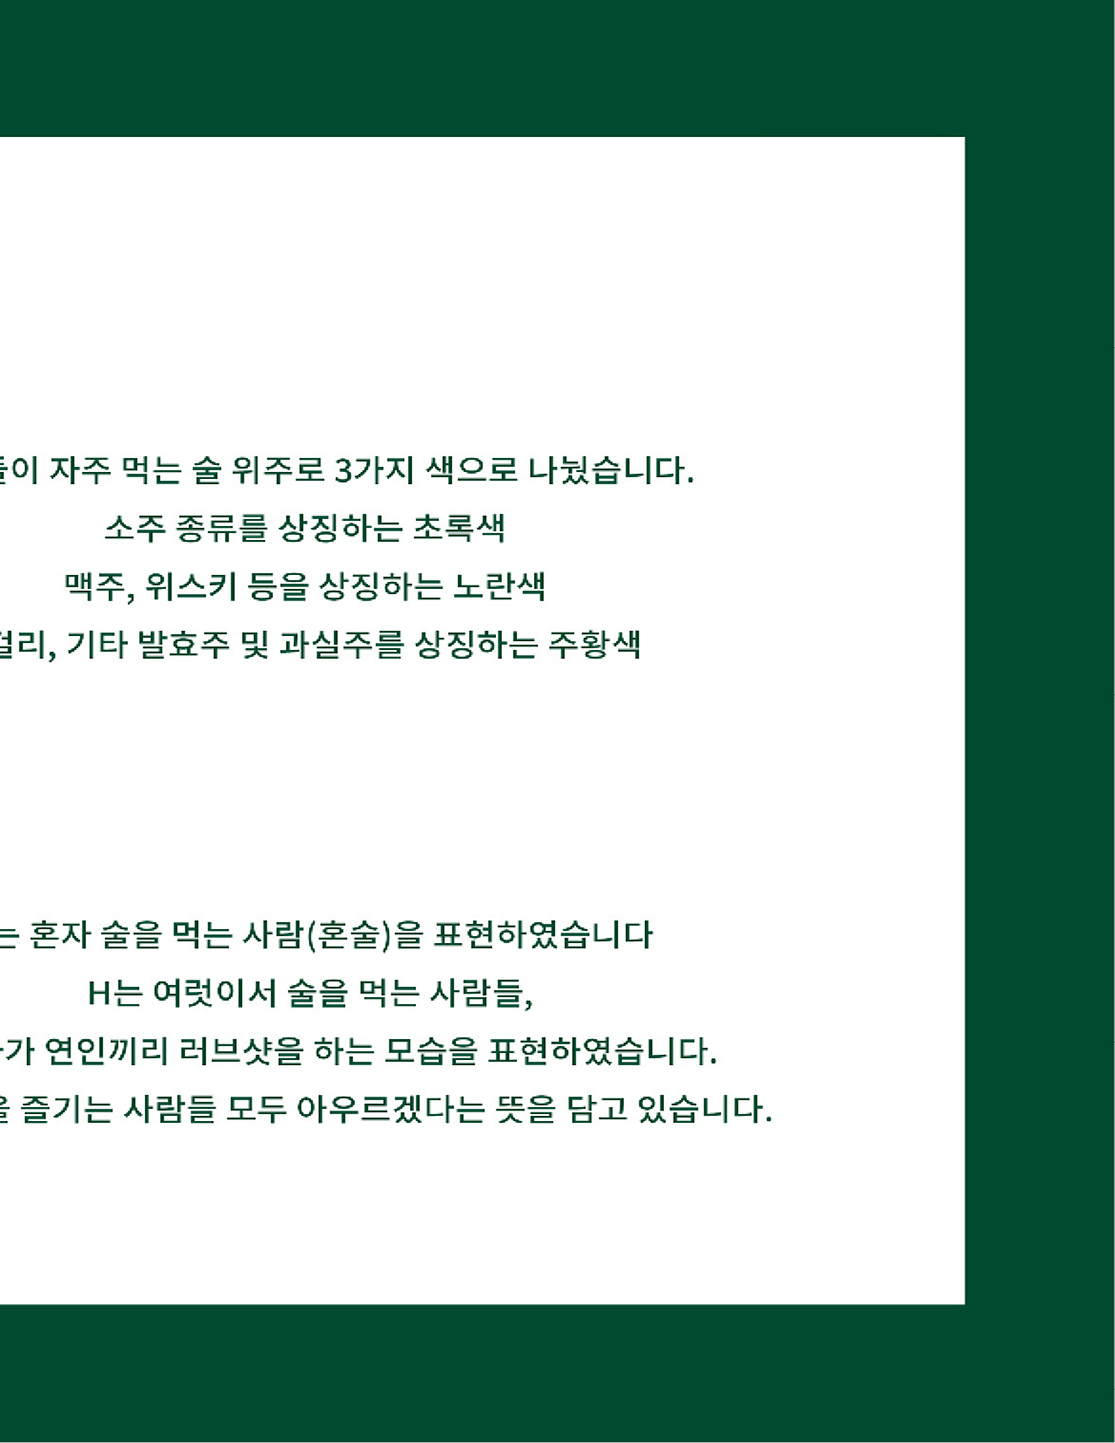 자주 먹는 술 위주로 3가지 색으로 나눴습니다.
소주 종류를 상징하는 초록색
맥주, 위스키 등을 상징하는 노란색
기타 발효주 및 과실주를 상징하는 주황색
혼자 술을 먹는 사람(혼술)을 표현하였습니다
H는 여럿이서 술을 먹는 사람들,
연인끼리 러브샷을 하는 모습을 표현하였습니다.
즐기는 사람들 모두 아우르겠다는 뜻을 담고 있습니다.